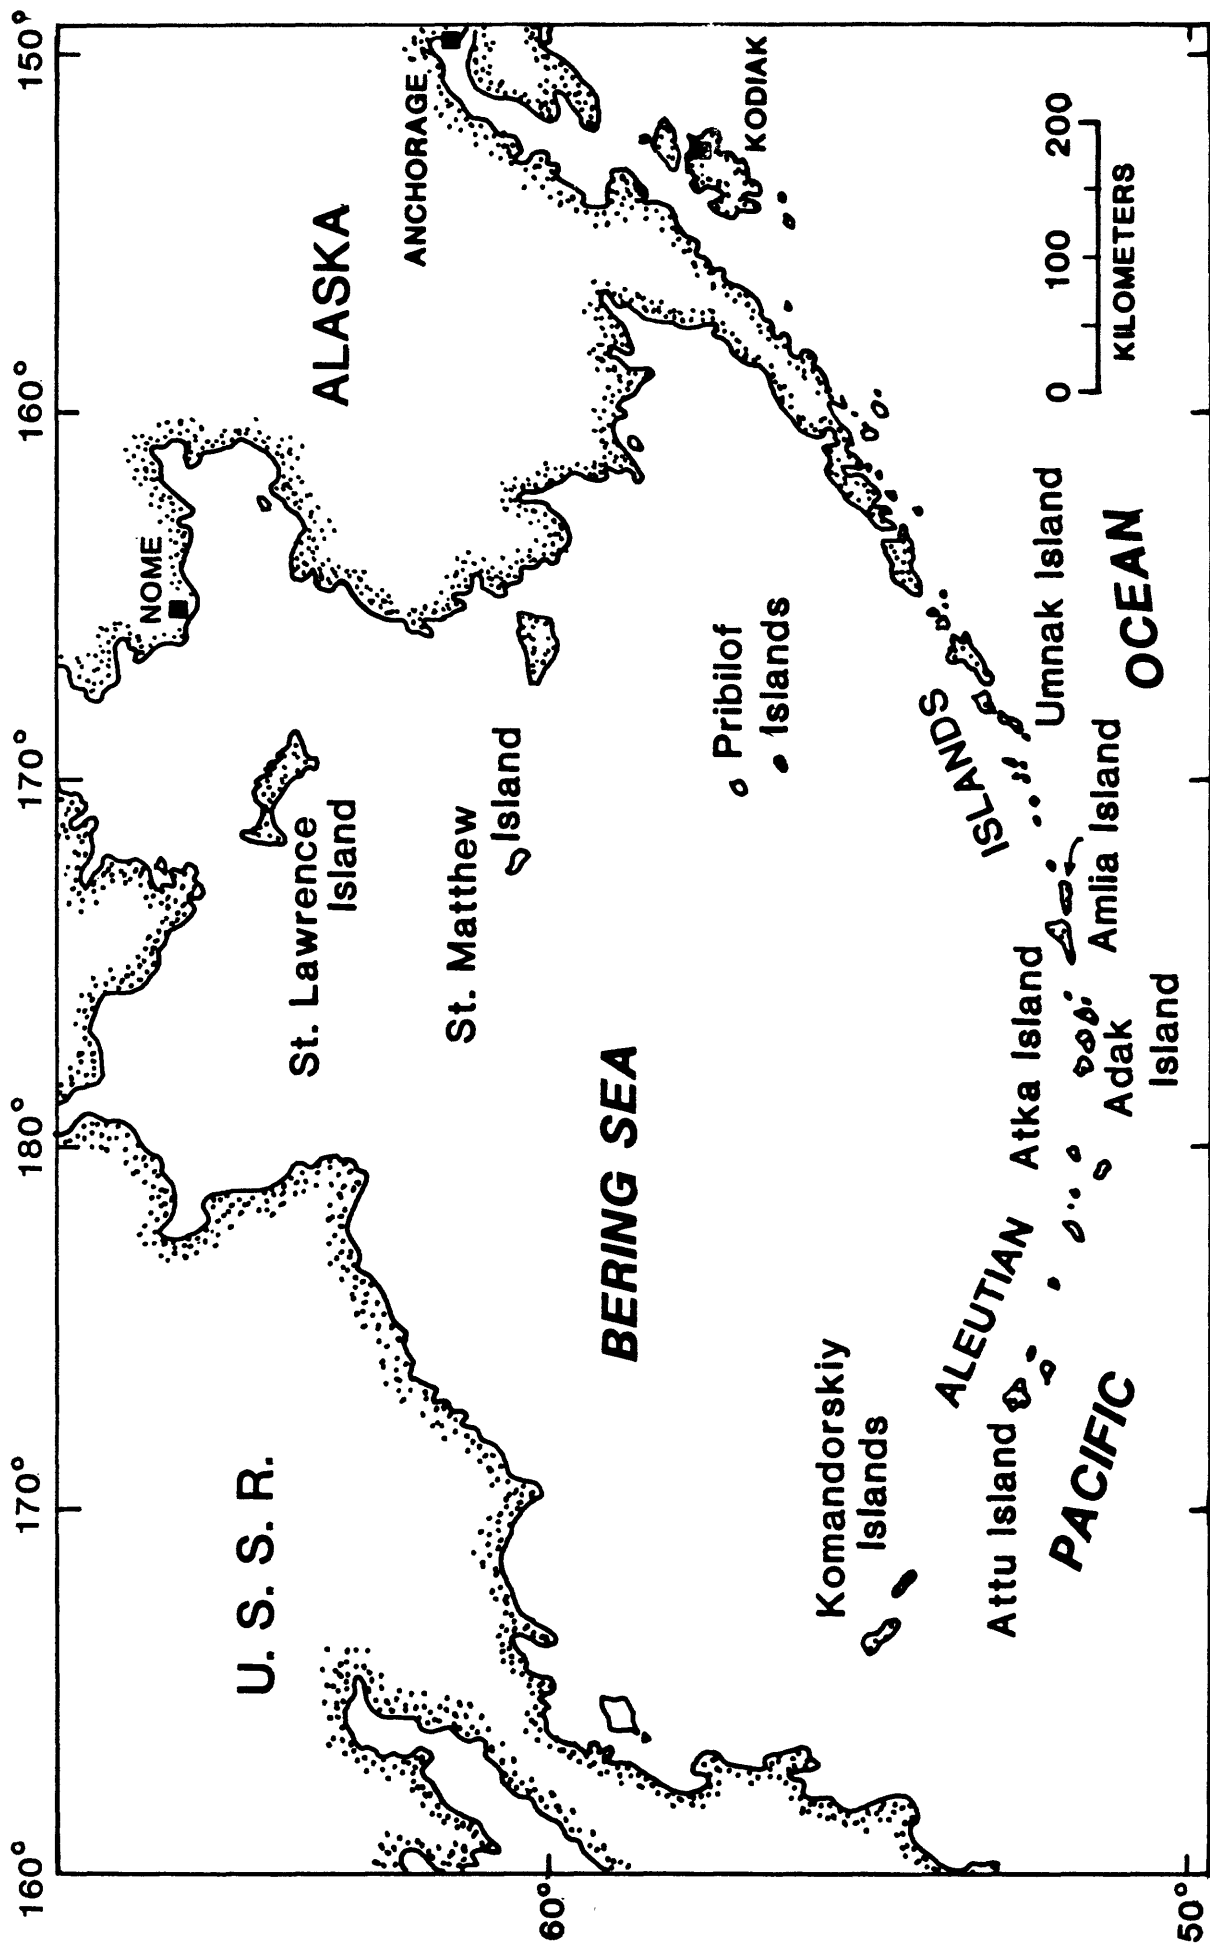 160°
170°
180°
170°
160°
150°
U. S. S. R.
NOME
ALASKA
ANCHORAGE
St. Lawrence
Island
St. Matthew
Island
60°
BERING SEA
Pribilof
Islands
KODIAK
Komandorskiy
Islands
ALEUTIAN
ISLANDS
Attu Island
Atka Island
Umnak Island
Amlia Island
Adak
Island
PACIFIC
OCEAN
0
100
200
KILOMETERS
50°